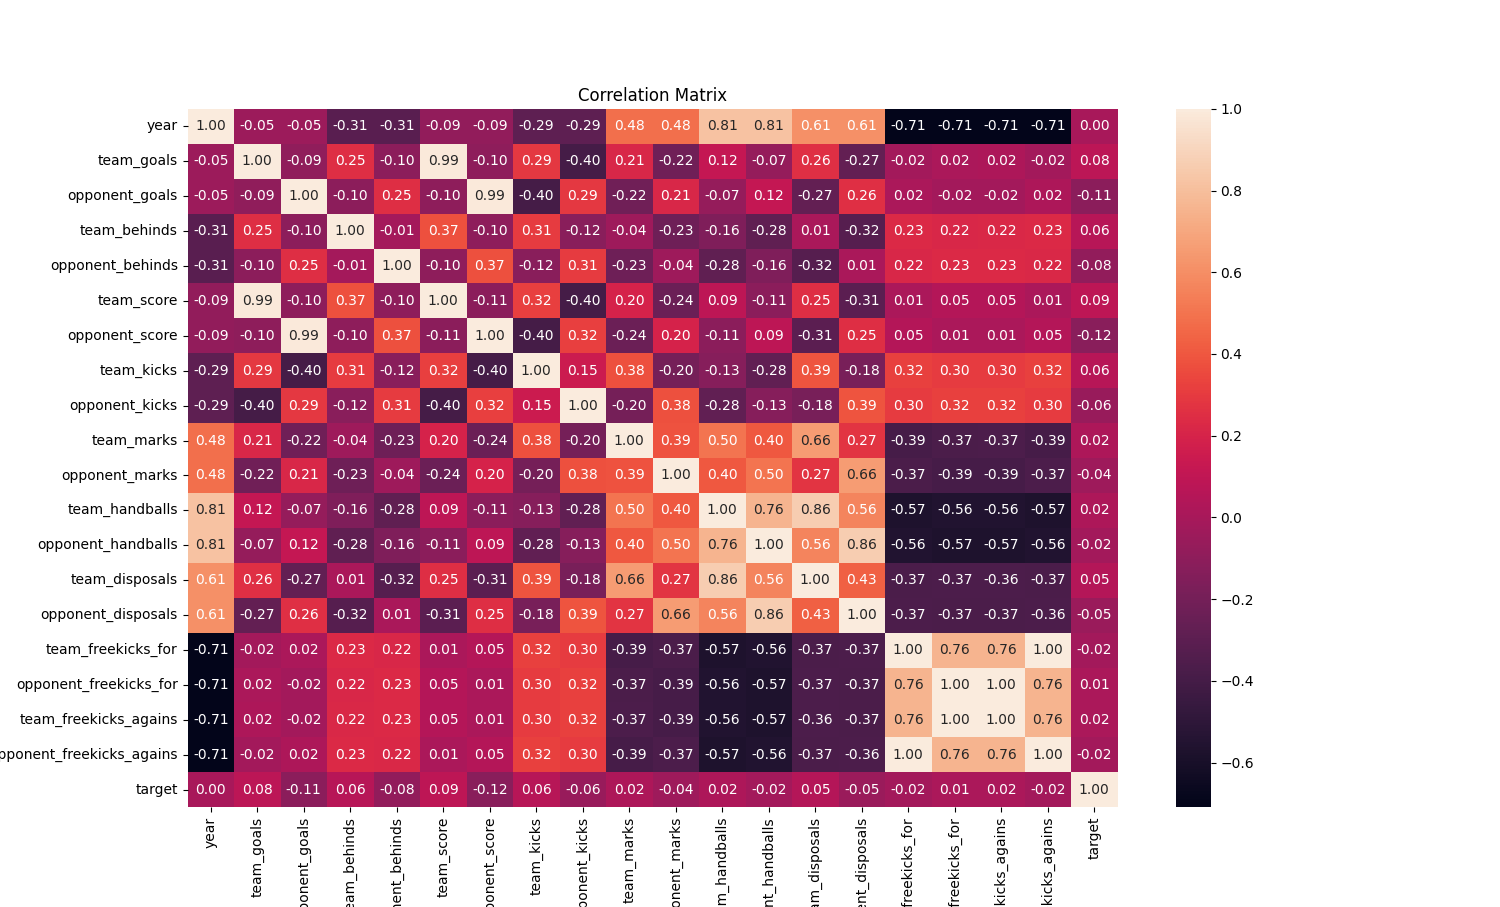 Correlation Matrix
year 1.00 -0.05 -0.05 -0.31 -0.31 -0.09 -0.09 -0.29 -0.29 0.48 0.48 0.81 0.81 0.61 0.61 -0.71 -0.71 -0.71 -0.71 0.00
team_goals -0.05 1.00 -0.09 0.25 -0.10 0.99 -0.10 0.29 -0.40 0.21 -0.22 0.12 -0.07 0.26 -0.27 -0.02 0.02 0.02 -0.02 0.08
opponent_goals -0.05 -0.09 1.00 -0.10 0.25 -0.10 0.99 -0.40 0.29 -0.22 0.21 -0.07 0.12 -0.27 0.26 0.02 -0.02 -0.02 0.02 -0.11
team_behinds -0.31 0.25 -0.10 1.00 -0.01 0.37 -0.10 0.31 -0.12 -0.04 -0.23 -0.16 -0.28 0.01 -0.32 0.23 0.22 0.22 0.23 0.06
opponent_behinds -0.31 -0.10 0.25 -0.01 1.00 -0.10 0.37 -0.12 0.31 -0.23 -0.04 -0.28 -0.16 -0.32 0.01 0.22 0.23 0.23 0.22 -0.08
team_score -0.09 0.99 -0.10 0.37 -0.10 1.00 -0.11 0.32 -0.40 0.20 -0.24 0.09 -0.11 0.25 -0.31 0.01 0.05 0.05 0.01 0.09
opponent_score -0.09 -0.10 0.99 -0.10 0.37 -0.11 1.00 -0.40 0.32 -0.24 0.20 -0.11 0.09 -0.31 0.25 0.05 0.01 0.01 0.05 -0.12
team_kicks -0.29 0.29 -0.40 0.31 -0.12 0.32 -0.40 1.00 0.15 0.38 -0.20 -0.13 -0.28 0.39 -0.18 0.32 0.30 0.30 0.32 0.06
opponent_kicks -0.29 -0.40 0.29 -0.12 0.31 -0.40 0.32 0.15 1.00 -0.20 0.38 -0.28 -0.13 -0.18 0.39 0.30 0.32 0.32 0.30 -0.06
team_marks 0.48 0.21 -0.22 -0.04 -0.23 0.20 -0.24 0.38 -0.20 1.00 0.39 0.50 0.40 0.66 0.27 -0.39 -0.37 -0.37 -0.39 0.02
opponent_marks 0.48 -0.22 0.21 -0.23 -0.04 -0.24 0.20 -0.20 0.38 0.39 1.00 0.40 0.50 0.27 0.66 -0.37 -0.39 -0.39 -0.37 -0.04
team_handballs 0.81 0.12 -0.07 -0.16 -0.28 0.09 -0.11 -0.13 -0.28 0.50 0.40 1.00 0.76 0.86 0.56 -0.57 -0.56 -0.56 -0.57 0.02
opponent_handballs 0.81 -0.07 0.12 -0.28 -0.16 -0.11 0.09 -0.28 -0.13 0.40 0.50 0.76 1.00 0.56 0.86 -0.56 -0.57 -0.57 -0.56 -0.02
team_disposals 0.61 0.26 -0.27 0.01 -0.32 0.25 -0.31 0.39 -0.18 0.66 0.27 0.86 0.56 1.00 0.43 -0.37 -0.37 -0.36 -0.37 0.05
opponent_disposals 0.61 -0.27 0.26 -0.32 0.01 -0.31 0.25 -0.18 0.39 0.27 0.66 0.56 0.86 0.43 1.00 -0.37 -0.37 -0.37 -0.36 -0.05
team_freekicks_for -0.71 -0.02 0.02 0.23 0.22 0.01 0.05 0.32 0.30 -0.39 -0.37 -0.57 -0.56 -0.37 -0.37 1.00 0.76 0.76 1.00 -0.02
opponent_freekicks_for -0.71 0.02 -0.02 0.22 0.23 0.05 0.01 0.30 0.32 -0.37 -0.39 -0.56 -0.57 -0.37 -0.37 0.76 1.00 1.00 0.76 0.01
team_freekicks_agains -0.71 0.02 -0.02 0.22 0.23 0.05 0.01 0.30 0.32 -0.37 -0.39 -0.56 -0.57 -0.36 -0.37 0.76 1.00 1.00 0.76 0.02
pponent_freekicks_agains -0.71 -0.02 0.02 0.23 0.22 0.01 0.05 0.32 0.30 -0.39 -0.37 -0.57 -0.56 -0.37 -0.36 1.00 0.76 0.76 1.00 -0.02
target 0.00 0.08 -0.11 0.06 -0.08 0.09 -0.12 0.06 -0.06 0.02 -0.04 0.02 -0.02 0.05 -0.05 -0.02 0.01 0.02 -0.02 1.00
year
team_goals
ponent_goals
eam_behinds
nent_behinds
team_score
ponent_score
team_kicks
ponent_kicks
team_marks
onent_marks
m_handballs
nt_handballs
am_disposals
ent_disposals
freekicks_for
freekicks_for
kicks_agains
kicks_agains
target
1.0
0.8
0.6
0.4
0.2
0.0
−0.2
−0.4
−0.6